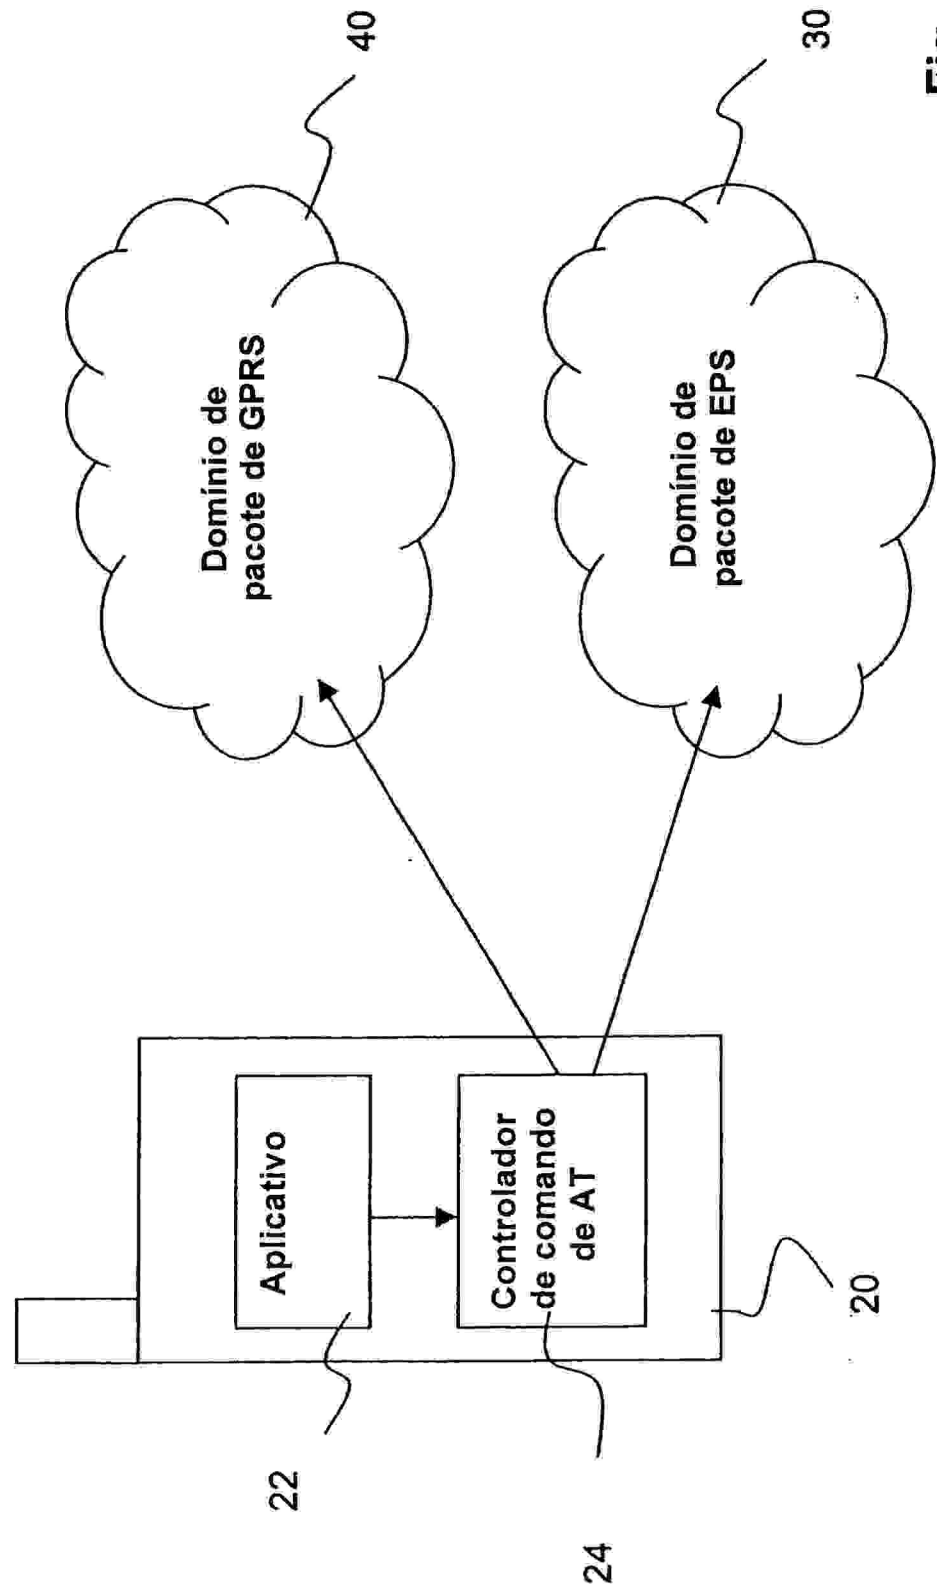 40
Domínio de
pacote de GPRS
30
Domínio de
pacote de EPS
Aplicativo
Controlador
de comando
de AT
22
24
20